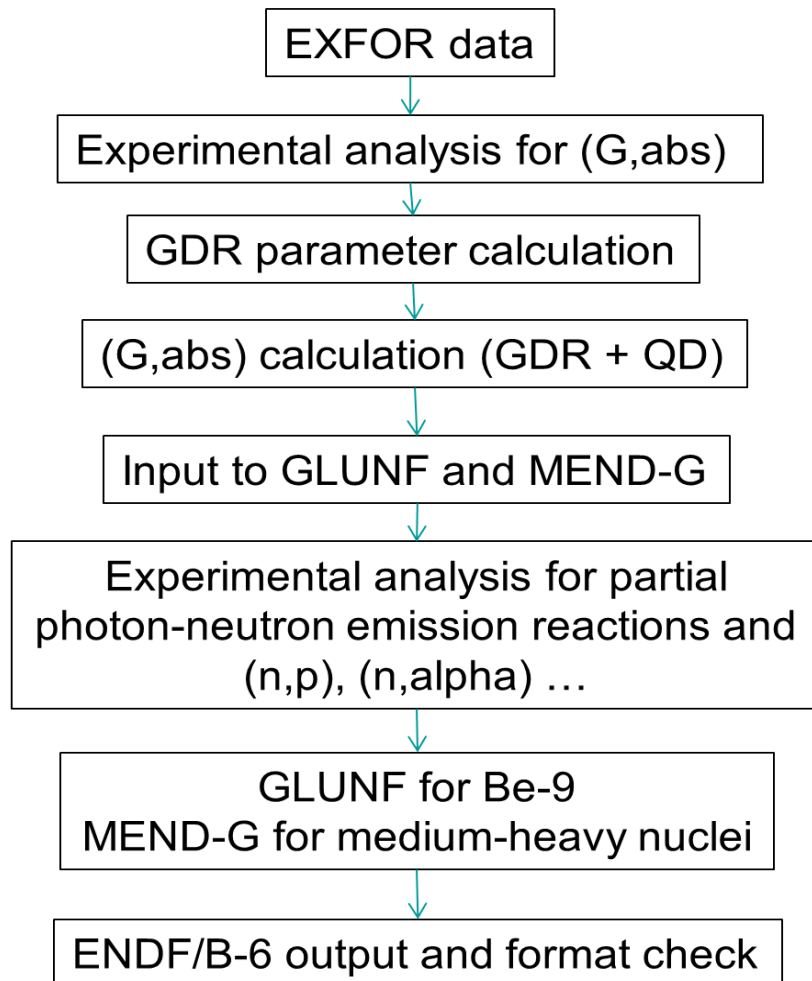 EXFOR data
Experimental analysis for (G,abs)
GDR parameter calculation
(G,abs) calculation (GDR + QD)
Input to GLUNF and MEND-G
Experimental analysis for partial
photon-neutron emission reactions and
(n,p), (n,alpha) …
GLUNF for Be-9
MEND-G for medium-heavy nuclei
ENDF/B-6 output and format check